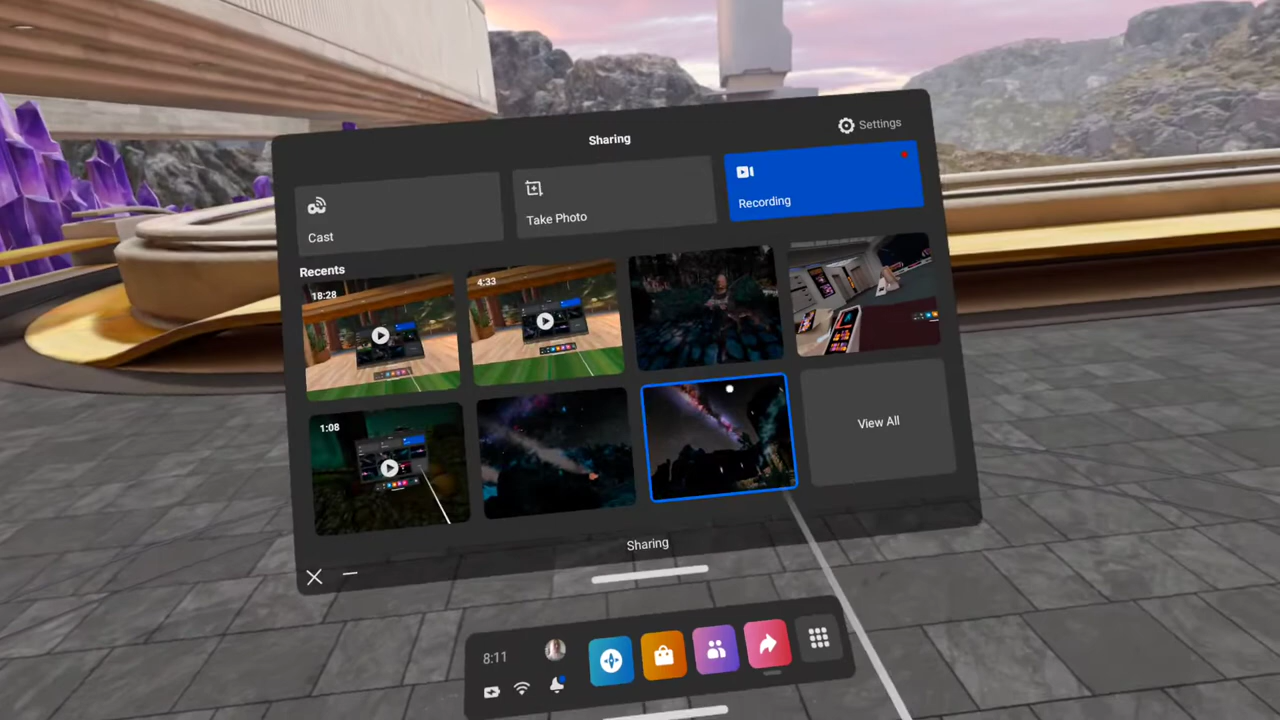 Sharing
Settings
Cast
Take Photo
Recording
Recents
18:28
4:33
1:08
View All
Sharing
8:11